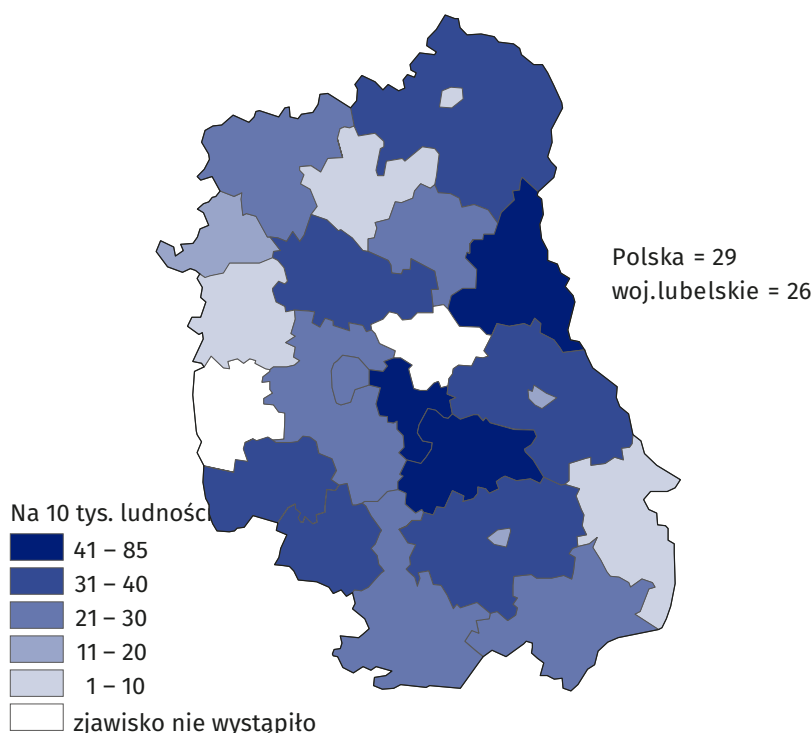 Polska = 29
woj.lubelskie = 26
Na 10 tys. ludności
41 – 85
31 – 40
21 – 30
11 – 20
1 – 10
zjawisko nie wystąpiło